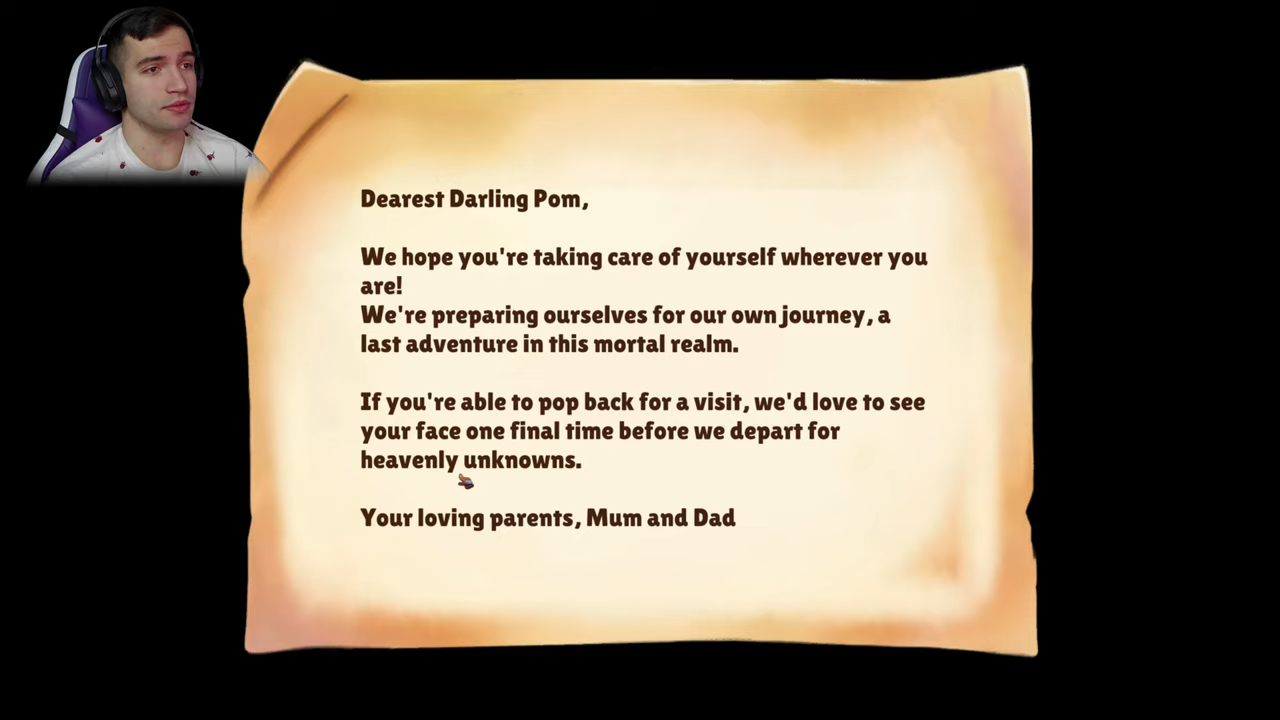 Dearest Darling Pom,
We hope you're taking care of yourself wherever you
are!
We're preparing ourselves for our own journey, a
last adventure in this mortal realm.
If you're able to pop back for a visit, we'd love to see
your face one final time before we depart for
heavenly unknowns.
Your loving parents, Mum and Dad